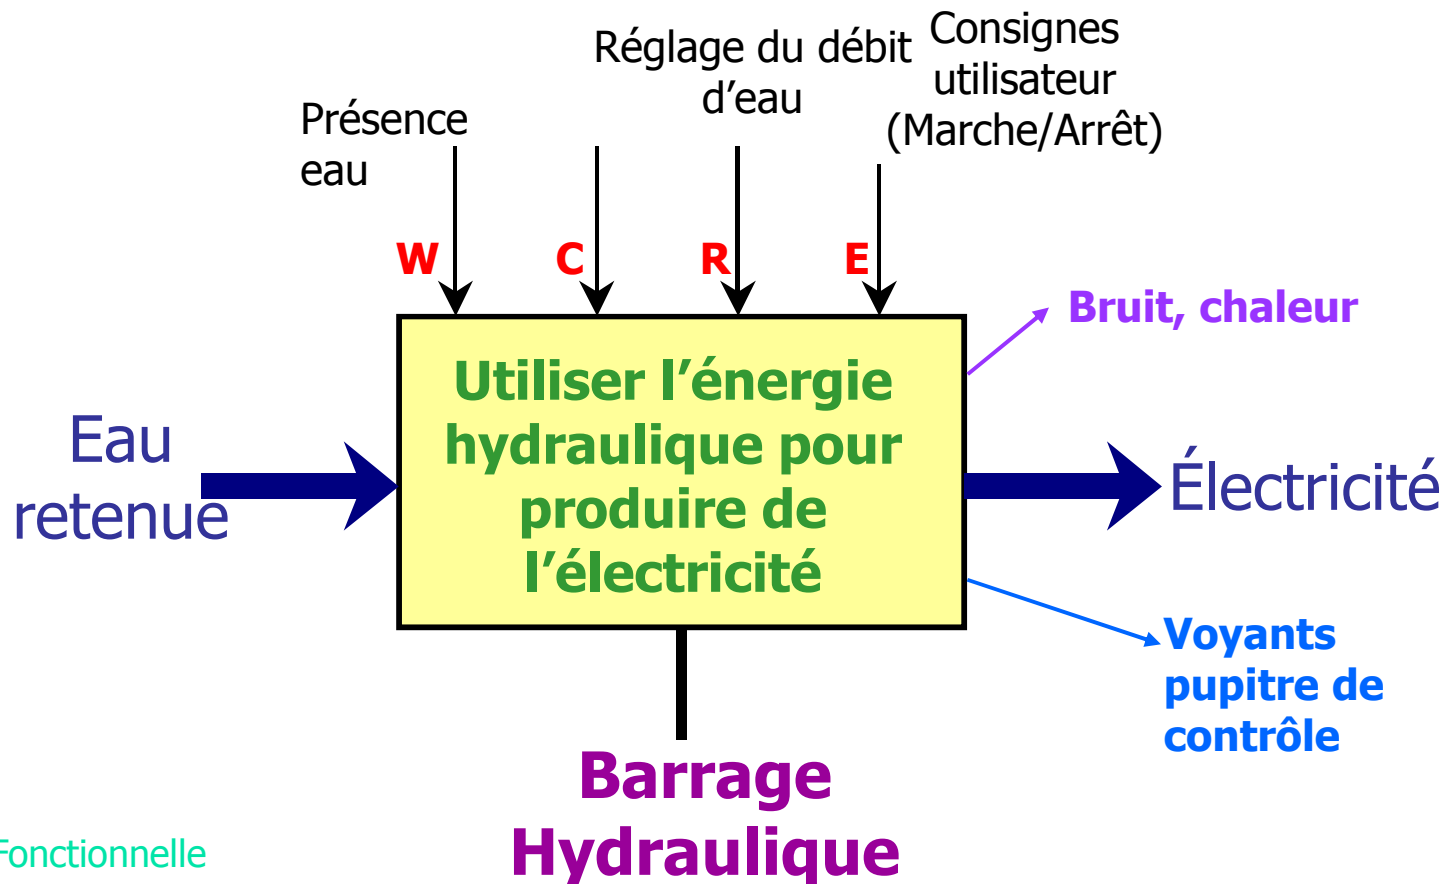 Présence
eau
Réglage du débit
d’eau
Consignes
utilisateur
(Marche/Arrêt)
W
C
R
E
Bruit, chaleur
Eau
retenue
Utiliser l’énergie
hydraulique pour
produire de
l’électricité
Électricité
Voyants
pupitre de
contrôle
Barrage
Hydraulique
Fonctionnelle